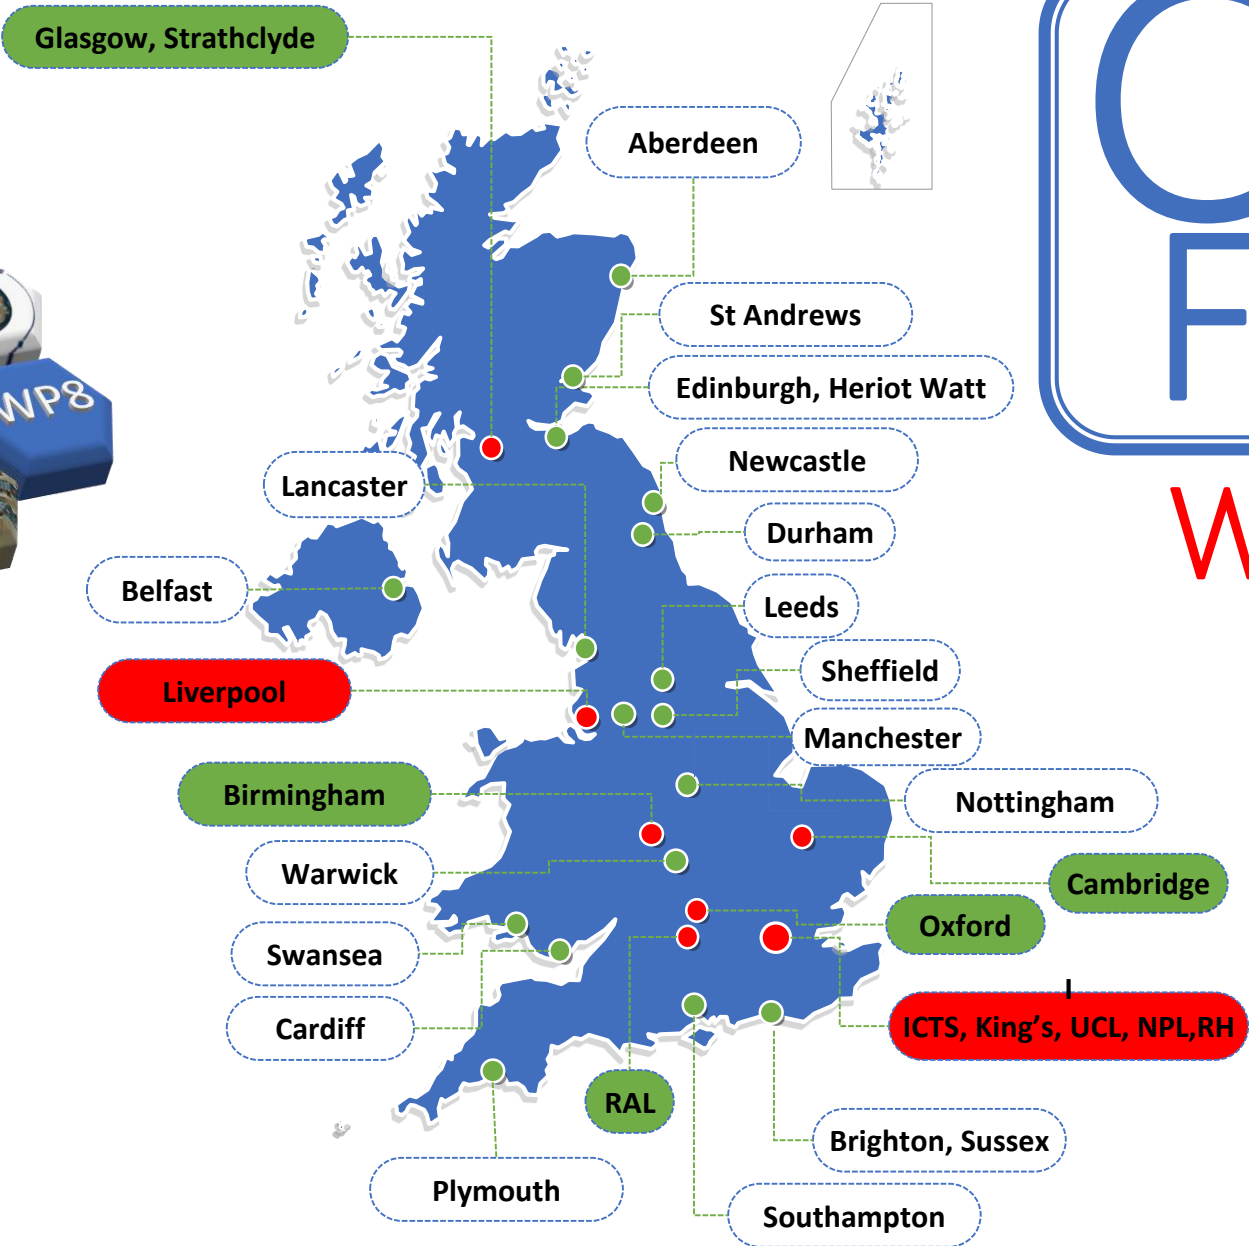 Glasgow, Strathclyde
Aberdeen
St Andrews
Edinburgh, Heriot Watt
WP8
Newcastle
Lancaster
Durham
Belfast
Leeds
Sheffield
Liverpool
Manchester
Birmingham
Nottingham
Warwick
Cambridge
Oxford
Swansea
ICTS, King's, UCL, NPL,RH
Cardiff
RAL
Brighton, Sussex
Plymouth
Southampton